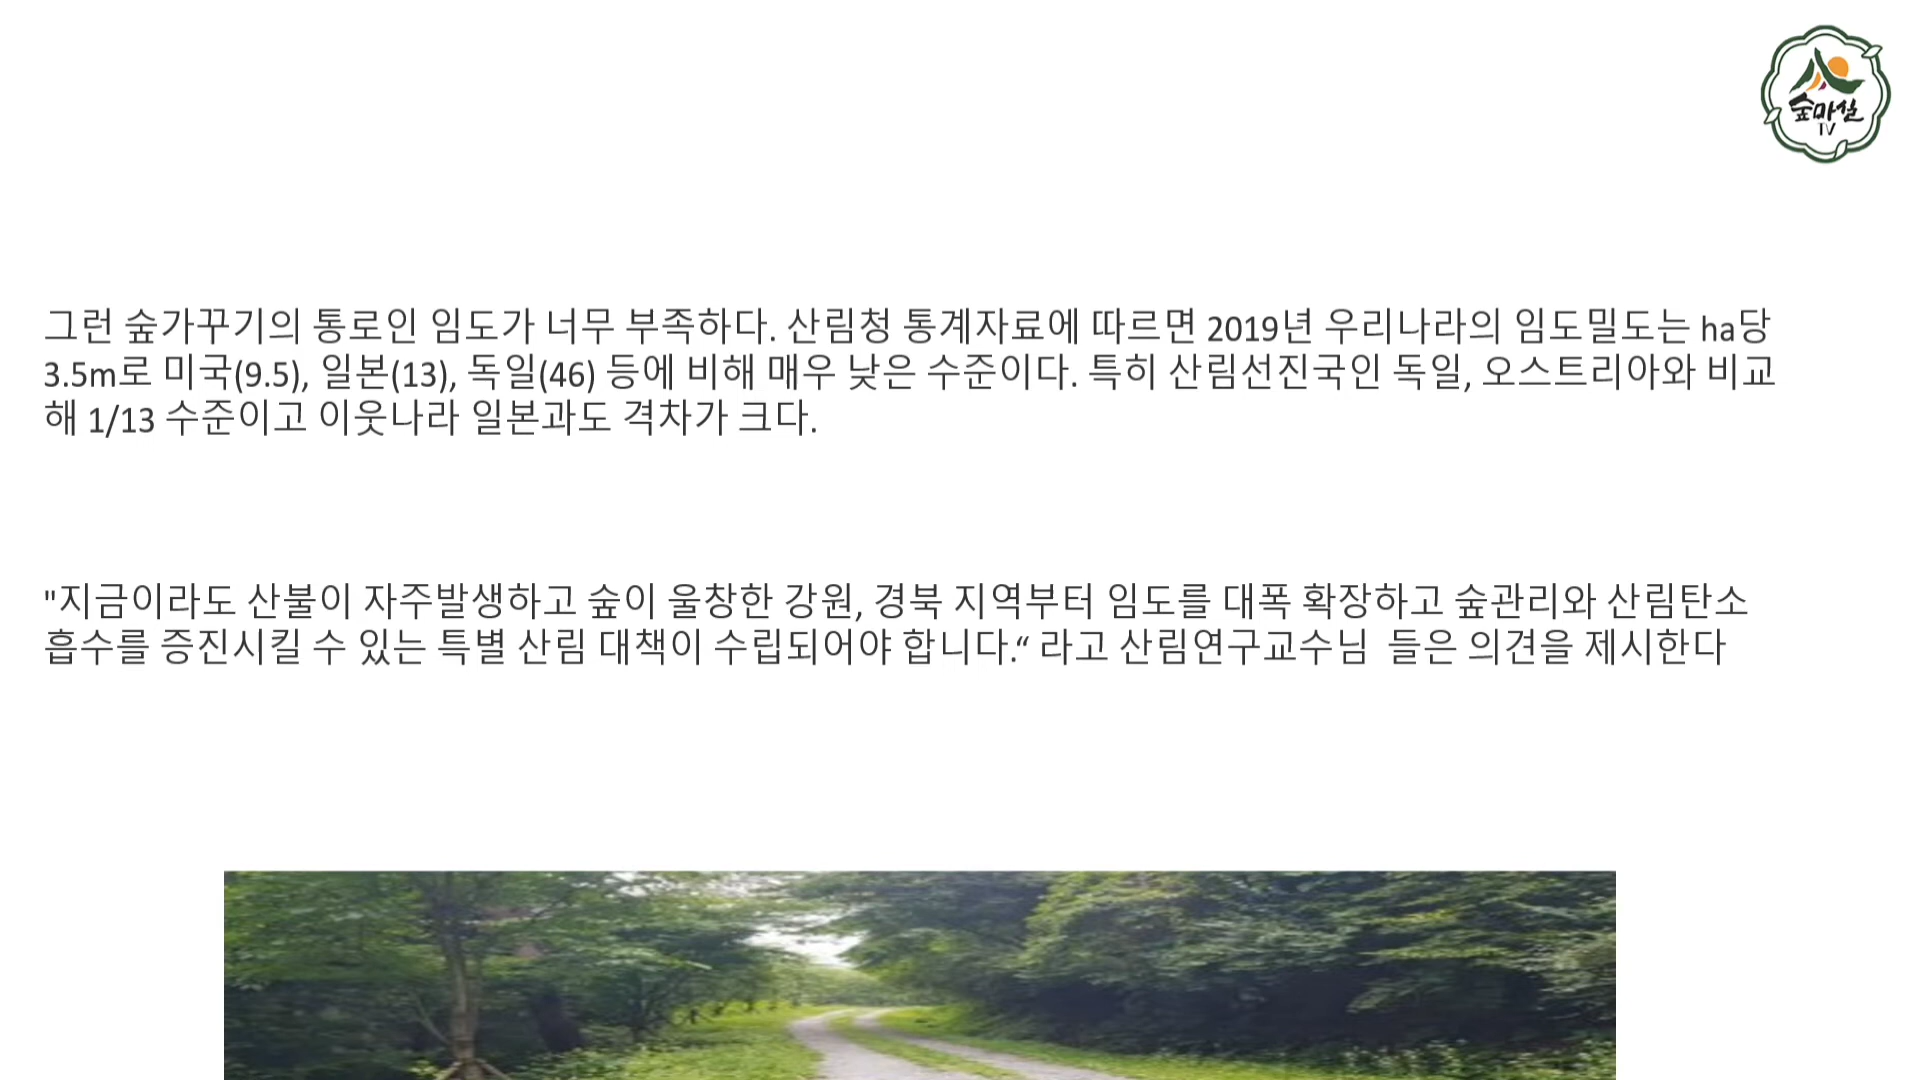 숲마실
TV
그런 숲가꾸기의 통로인 임도가 너무 부족하다. 산림청 통계자료에 따르면 2019년 우리나라의 임도밀도는 ha당
3.5m로 미국(9.5), 일본(13), 독일(46) 등에 비해 매우 낮은 수준이다. 특히 산림선진국인 독일, 오스트리아와 비교
해 1/13 수준이고 이웃나라 일본과도 격차가 크다.
"지금이라도 산불이 자주발생하고 숲이 울창한 강원, 경북 지역부터 임도를 대폭 확장하고 숲관리와 산림탄소
흡수를 증진시킬 수 있는 특별 산림 대책이 수립되어야 합니다.“ 라고 산림연구교수님  들은 의견을 제시한다